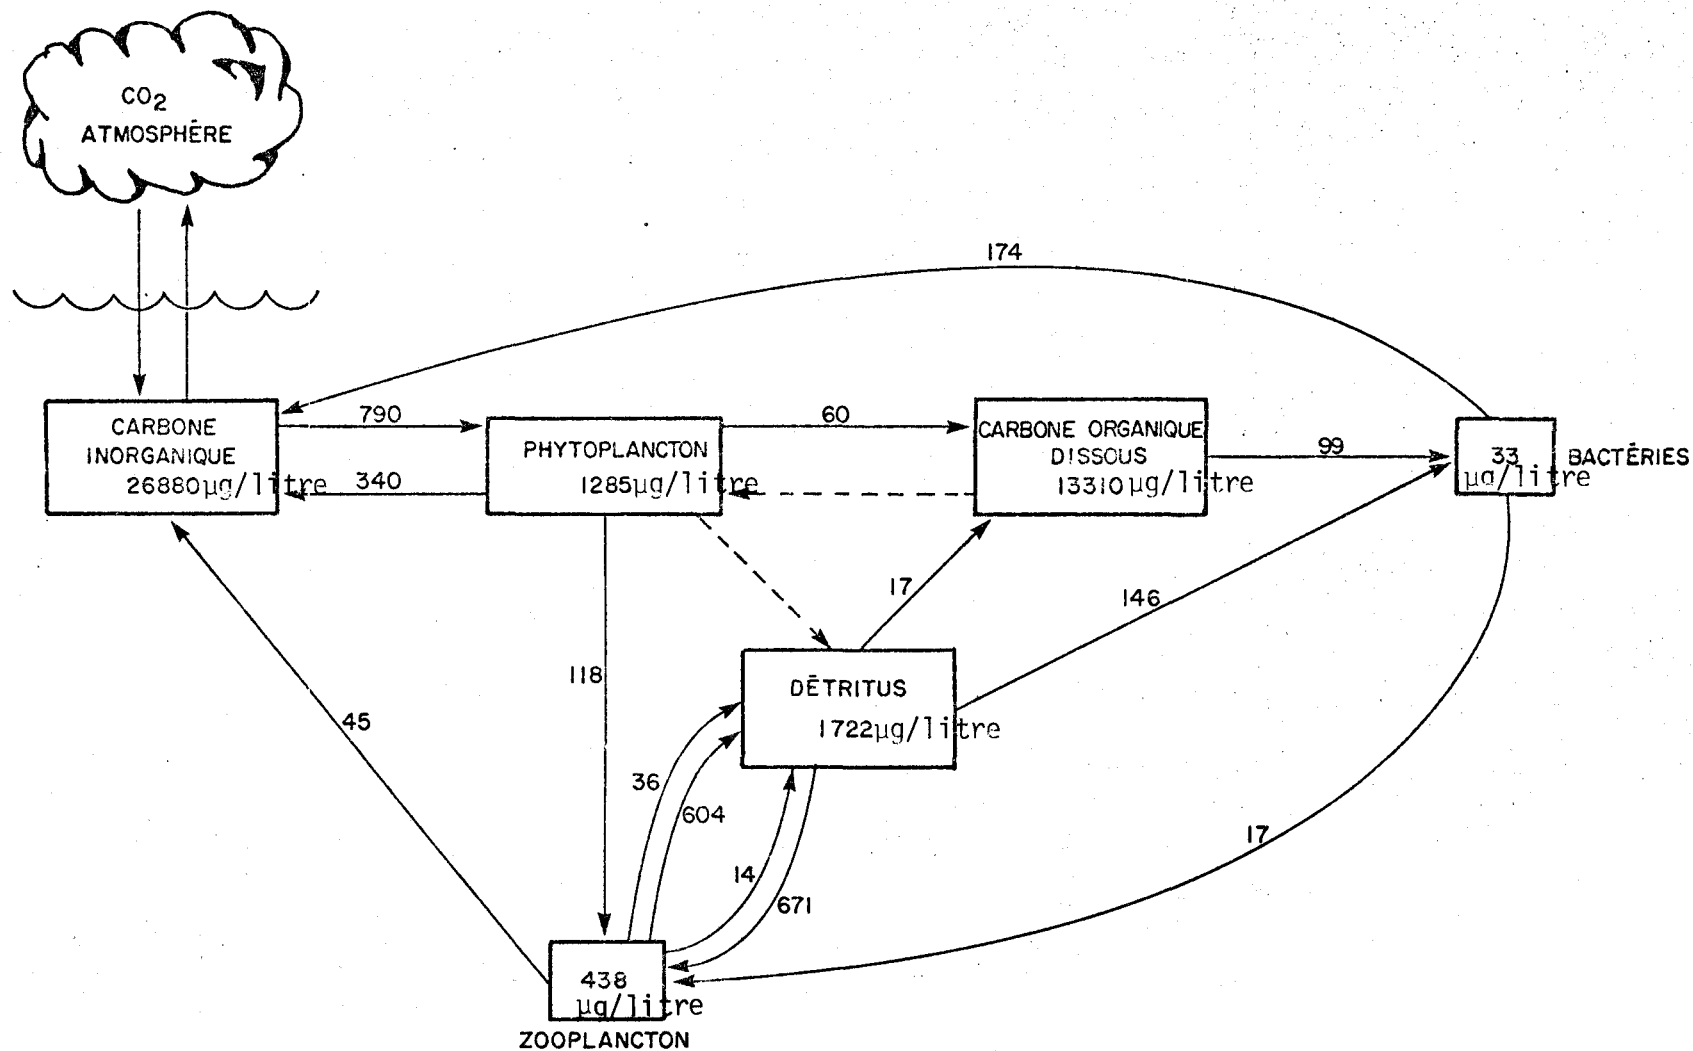 CO2
ATMOSPHÈRE
174
CARBONE
INORGANIQUE
26880µg/litre
790
340
PHYTOPLANCTON
1285µg/litre
60
CARBONE ORGANIQUE
DISSOUS
13310µg/litre
99
33
µg/litre
BACTÉRIES
17
146
118
DÉTRITUS
1722µg/litre
45
36
604
14
671
17
438
µg/litre
ZOOPLANCTON